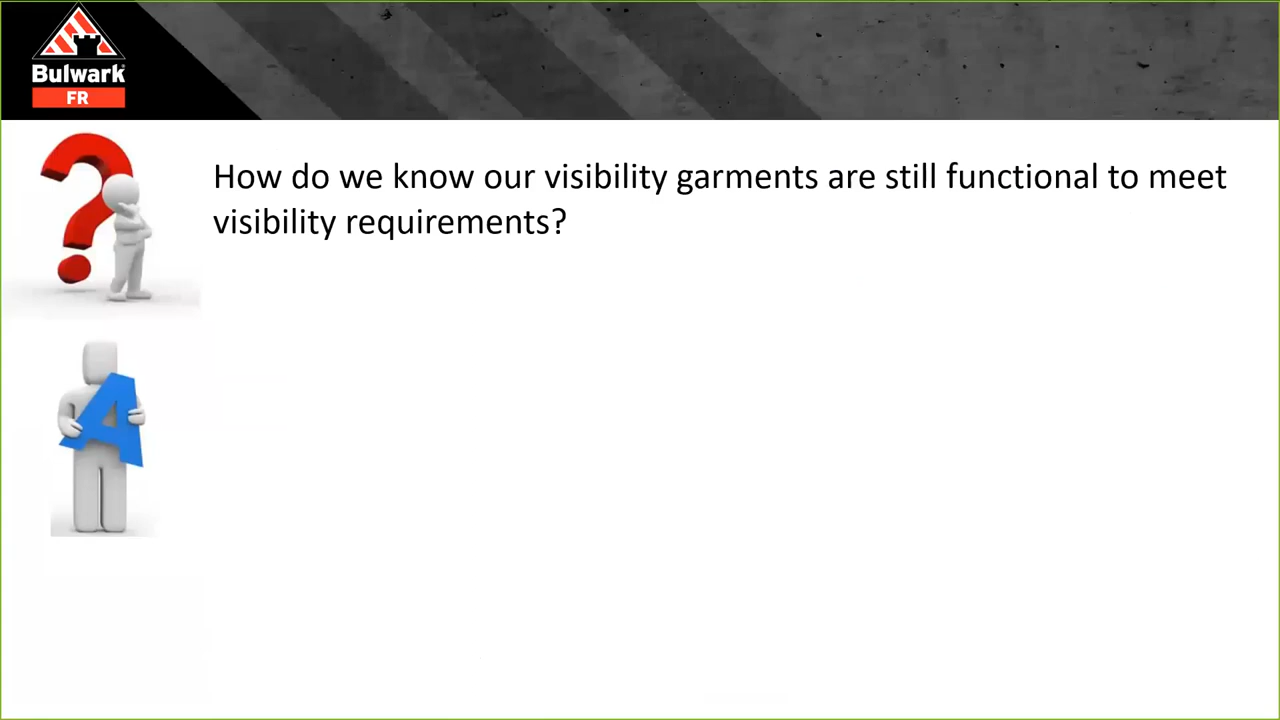 Bulwark
FR
How do we know our visibility garments are still functional to meet
visibility requirements?
A